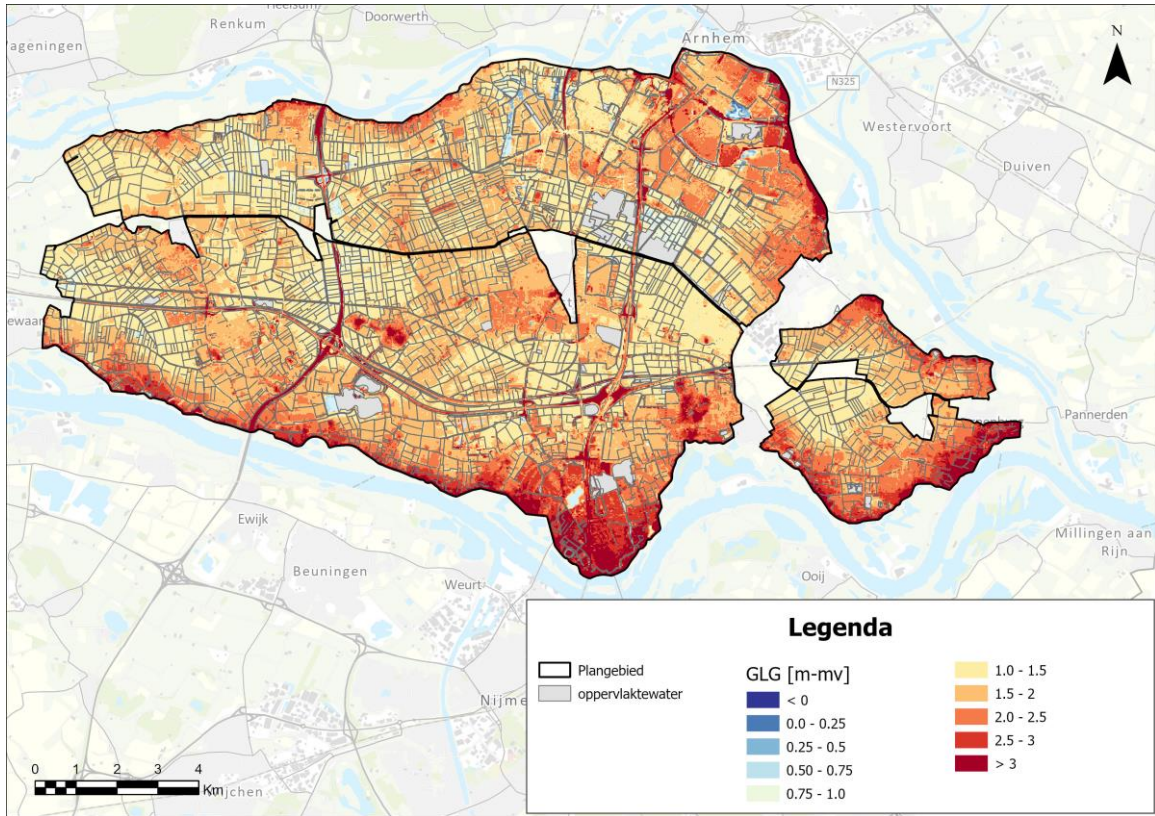 Renkum
Doorwerth
Arnhem
N
N325
Westervoort
Duiven
Pannerden
Ewijk
Beuningen
Weurt
Ooij
Millingen aan
Rijn
Nijme
Legenda
Plangebied
oppervlaktewater
GLG [m-mv]
< 0
0.0 - 0.25
0.25 - 0.5
0.50 - 0.75
0.75 - 1.0
1.0 - 1.5
1.5 - 2
2.0 - 2.5
2.5 - 3
> 3
0 1 2 3 4
Km